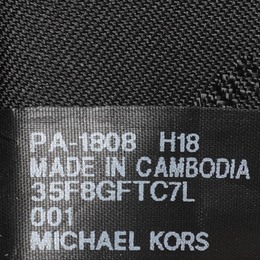 PA-1808 H18
MADE IN CAMBODIA
35F8GFTC7L
001
MICHAEL KORS